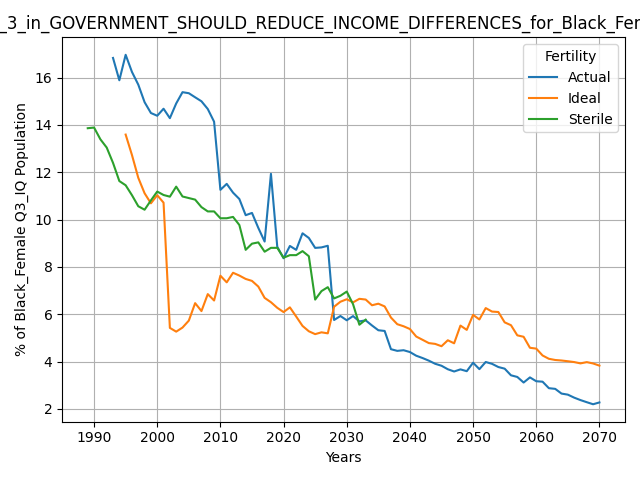 _3_in_GOVERNMENT_SHOULD_REDUCE_INCOME_DIFFERENCES_for_Black_Fer
Fertility
Actual
Ideal
Sterile
% of Black_Female Q3_IQ Population
16
14
12
10
8
6
4
2
1990 2000 2010 2020 2030 2040 2050 2060 2070
Years